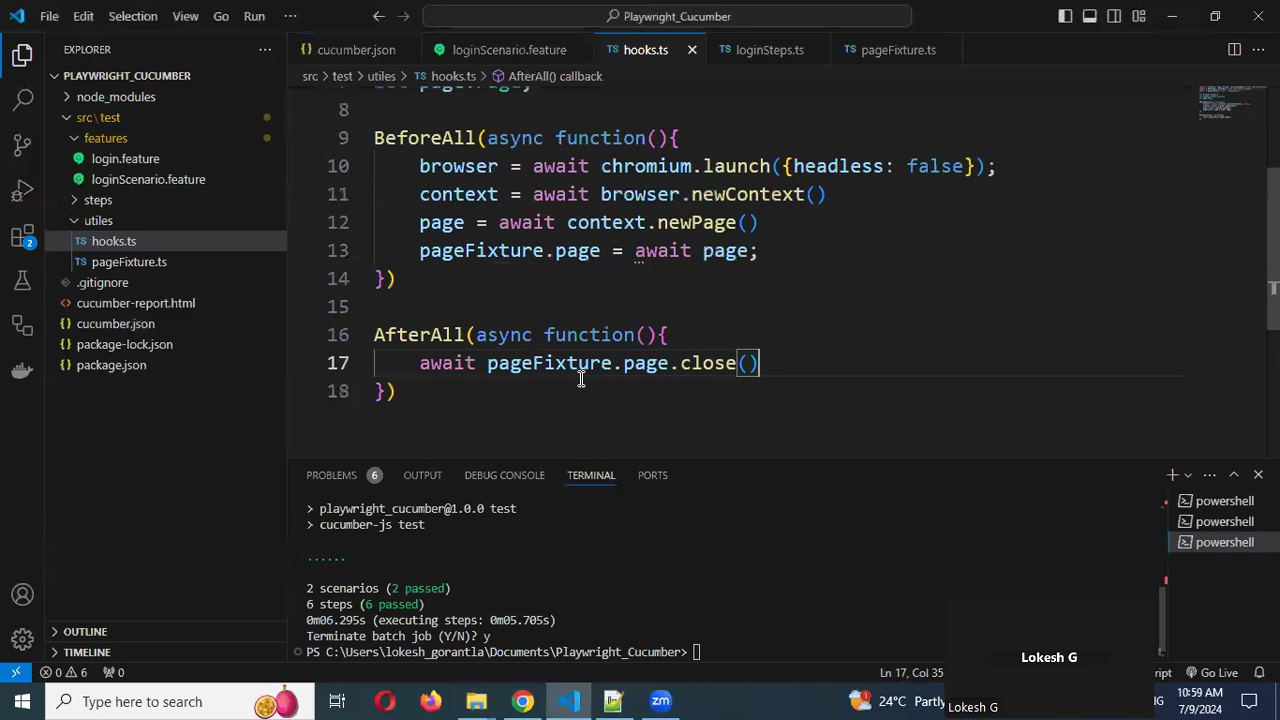 File Edit Selection View Go Run ··· Playwright_Cucumber
EXPLORER ···
PLAYWRIGHT_CUCUMBER
node_modules
src\test
features
login.feature
loginScenario.feature
steps
utiles
TS hooks.ts
TS pageFixture.ts
.gitignore
cucumber-report.html
{} cucumber.json
{} package-lock.json
{} package.json
OUTLINE
TIMELINE
2
{} cucumber.json loginScenario.feature TS hooks.ts TS loginSteps.ts TS pageFixture.ts
src > test > utiles > TS hooks.ts > AfterAll() callback
8
9 BeforeAll(async function(){
10 browser = await chromium.launch({headless: false});
11 context = await browser.newContext()
12 page = await context.newPage()
13 pageFixture.page = await page;
14 })
15
16 AfterAll(async function(){
17 await pageFixture.page.close()
18 })
PROBLEMS 6 OUTPUT DEBUG CONSOLE TERMINAL PORTS
> playwright_cucumber@1.0.0 test
> cucumber-js test
......
2 scenarios (2 passed)
6 steps (6 passed)
0m06.295s (executing steps: 0m05.705s)
Terminate batch job (Y/N)? y
PS C:\Users\lokesh_gorantla\Documents\Playwright_Cucumber>
powershell
powershell
powershell
Lokesh G
Lokesh G
0 6 0 Ln 17, Col 35 Go Live
Type here to search 24°C Partly 10:59 AM
7/9/2024